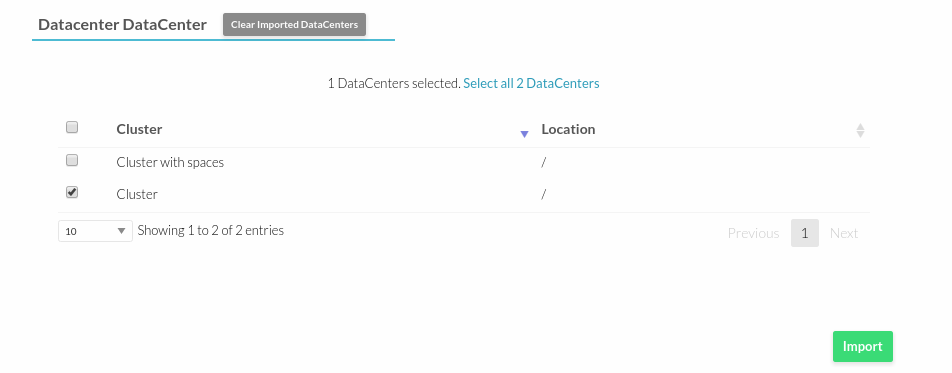 Datacenter DataCenter Clear Imported DataCenters
1 DataCenters selected. Select all 2 DataCenters
Cluster Location
Cluster with spaces /
Cluster /
10 Showing 1 to 2 of 2 entries Previous 1 Next
Import